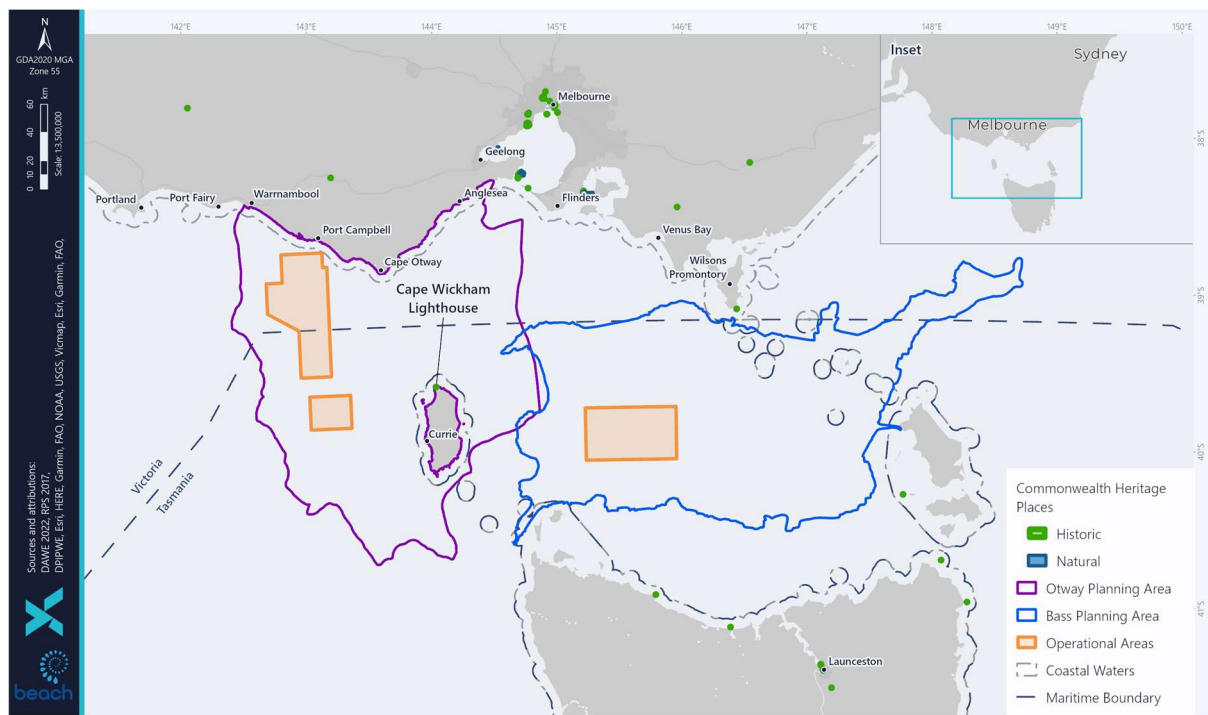 N
GDA2020 MGA
Zone 55
0 10 20 40 60
km
Scale: 1:3,500,000
Sources and attributions:
DAWE 2022, RPS 2017,
DPIPWE, Esri, HERE, Garmin, FAO, NOAA, USGS, Vicmap, Esri, Garmin, FAO,
beach
142°E 143°E 144°E 145°E 146°E 147°E 148°E 149°E 150°E
38°S
39°S
40°S
41°S
Inset
Sydney
Melbourne
Melbourne
Geelong
Portland
Port Fairy
Warrnambool
Anglesea
Flinders
Port Campbell
Venus Bay
Cape Otway
Wilsons
Promontory
Cape Wickham
Lighthouse
Currie
Victoria
Tasmania
Launceston
Commonwealth Heritage
Places
Historic
Natural
Otway Planning Area
Bass Planning Area
Operational Areas
Coastal Waters
Maritime Boundary